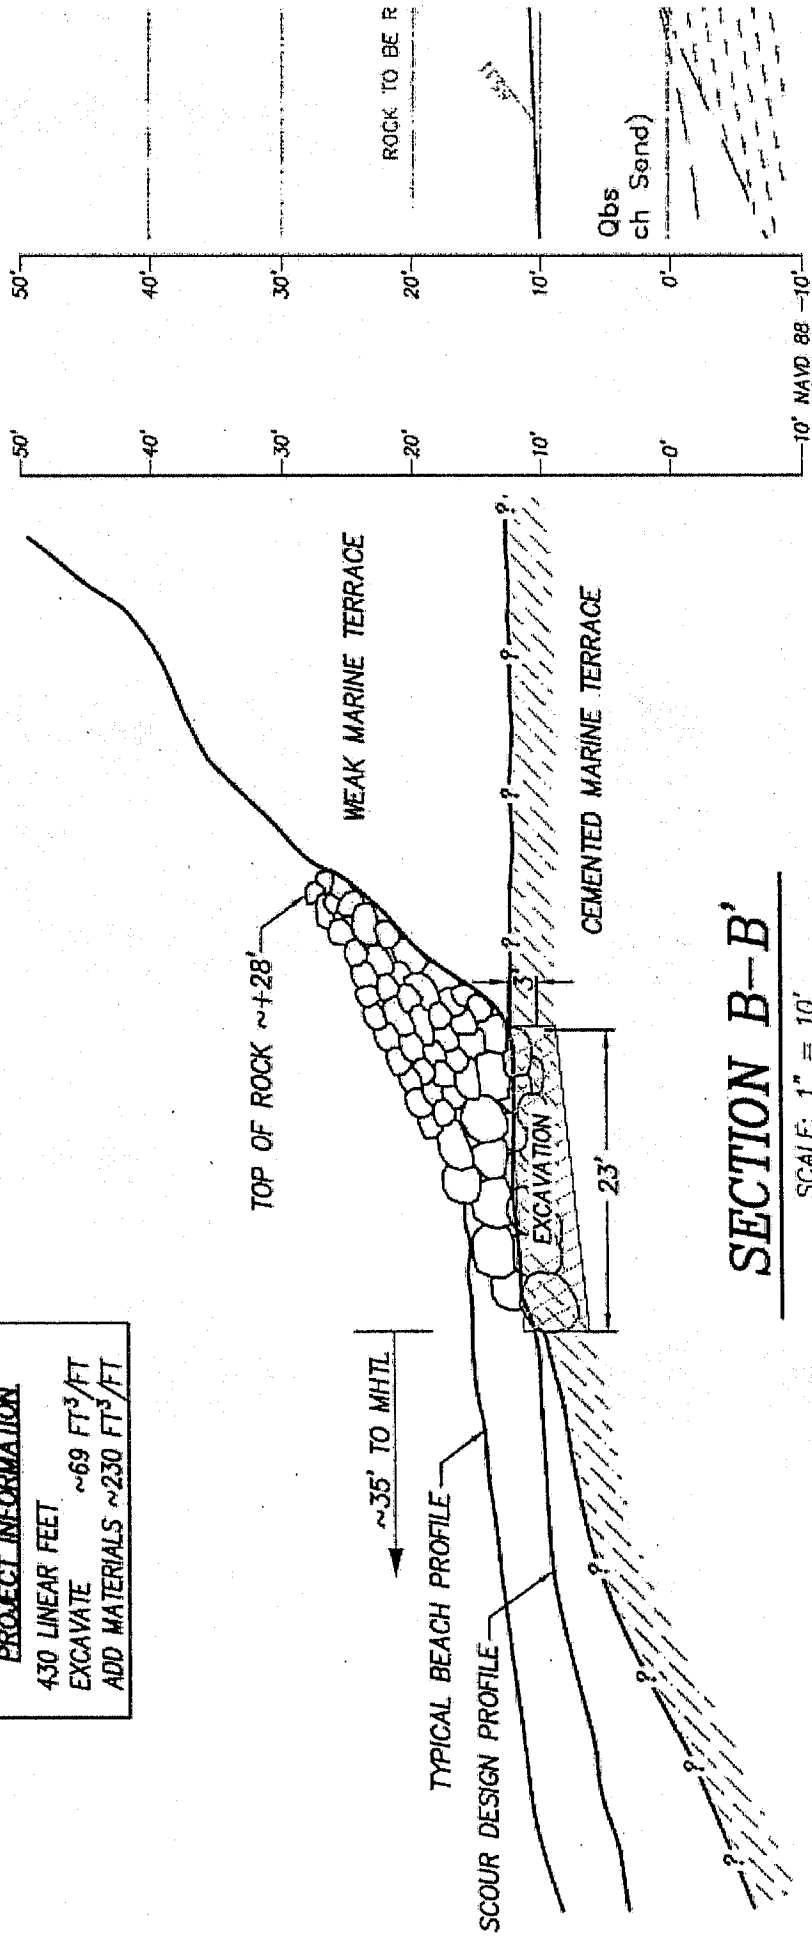 PROJECT INFORMATION
430 LINEAR FEET
EXCAVATE ~69 FT³/FT
ADD MATERIALS ~230 FT³/FT
TOP OF ROCK ~+28'
~35' TO MHTL
TYPICAL BEACH PROFILE
SCOUR DESIGN PROFILE
WEAK MARINE TERRACE
CEMENTED MARINE TERRACE
EXCAVATION
3'
23'
?
?
?
?
?
?
?
?
?
50'
40'
30'
20'
10'
0'
-10' NAVD 88
50'
40'
30'
20'
10'
0'
-10'
ROCK TO BE R
Qbs
ch Sand)
SECTION B-B'
SCALE: 1" = 10'